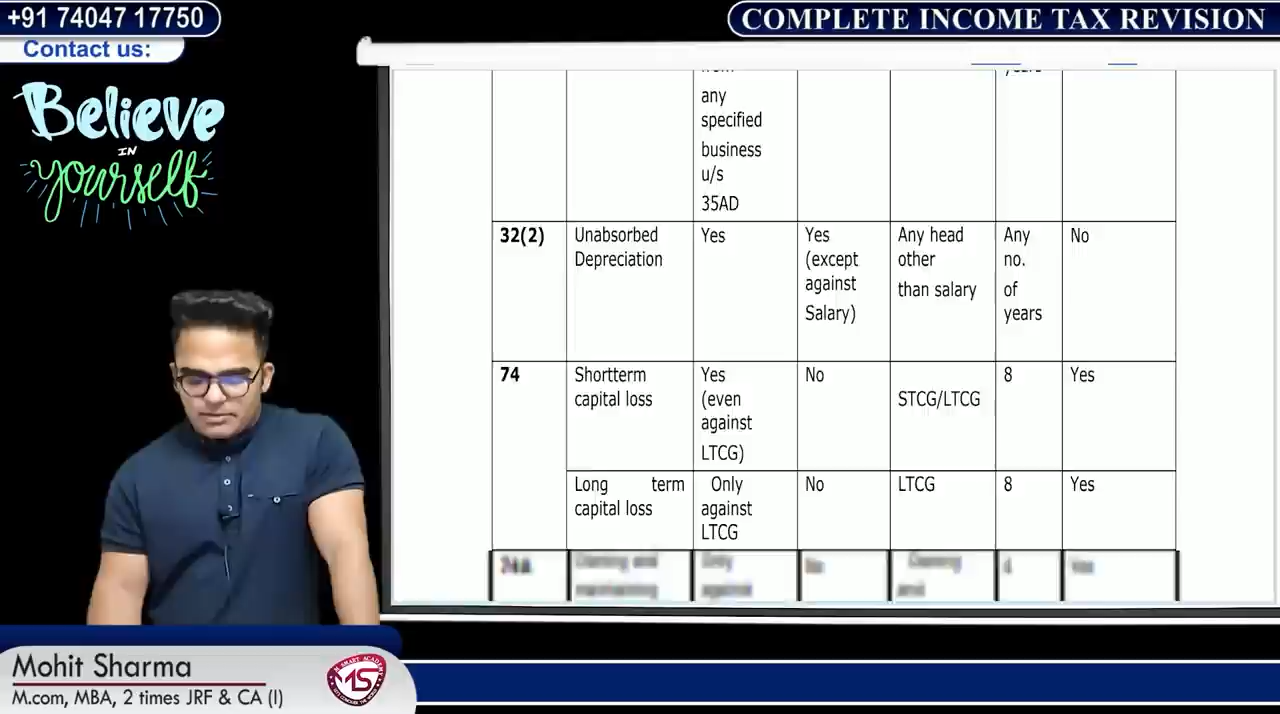 +91 74047 17750
COMPLETE INCOME TAX REVISION
Contact us:
Believe
IN
yourself
any
specified
business
u/s
35AD
32(2)
Unabsorbed
Depreciation
Yes
Yes
(except
against
Salary)
Any head
other
than salary
Any
no.
of
years
No
74
Shortterm
capital loss
Yes
(even
against
LTCG)
No
STCG/LTCG
8
Yes
Long term
capital loss
Only
against
LTCG
No
LTCG
8
Yes
Mohit Sharma
M.com, MBA, 2 times JRF & CA (I)
MS